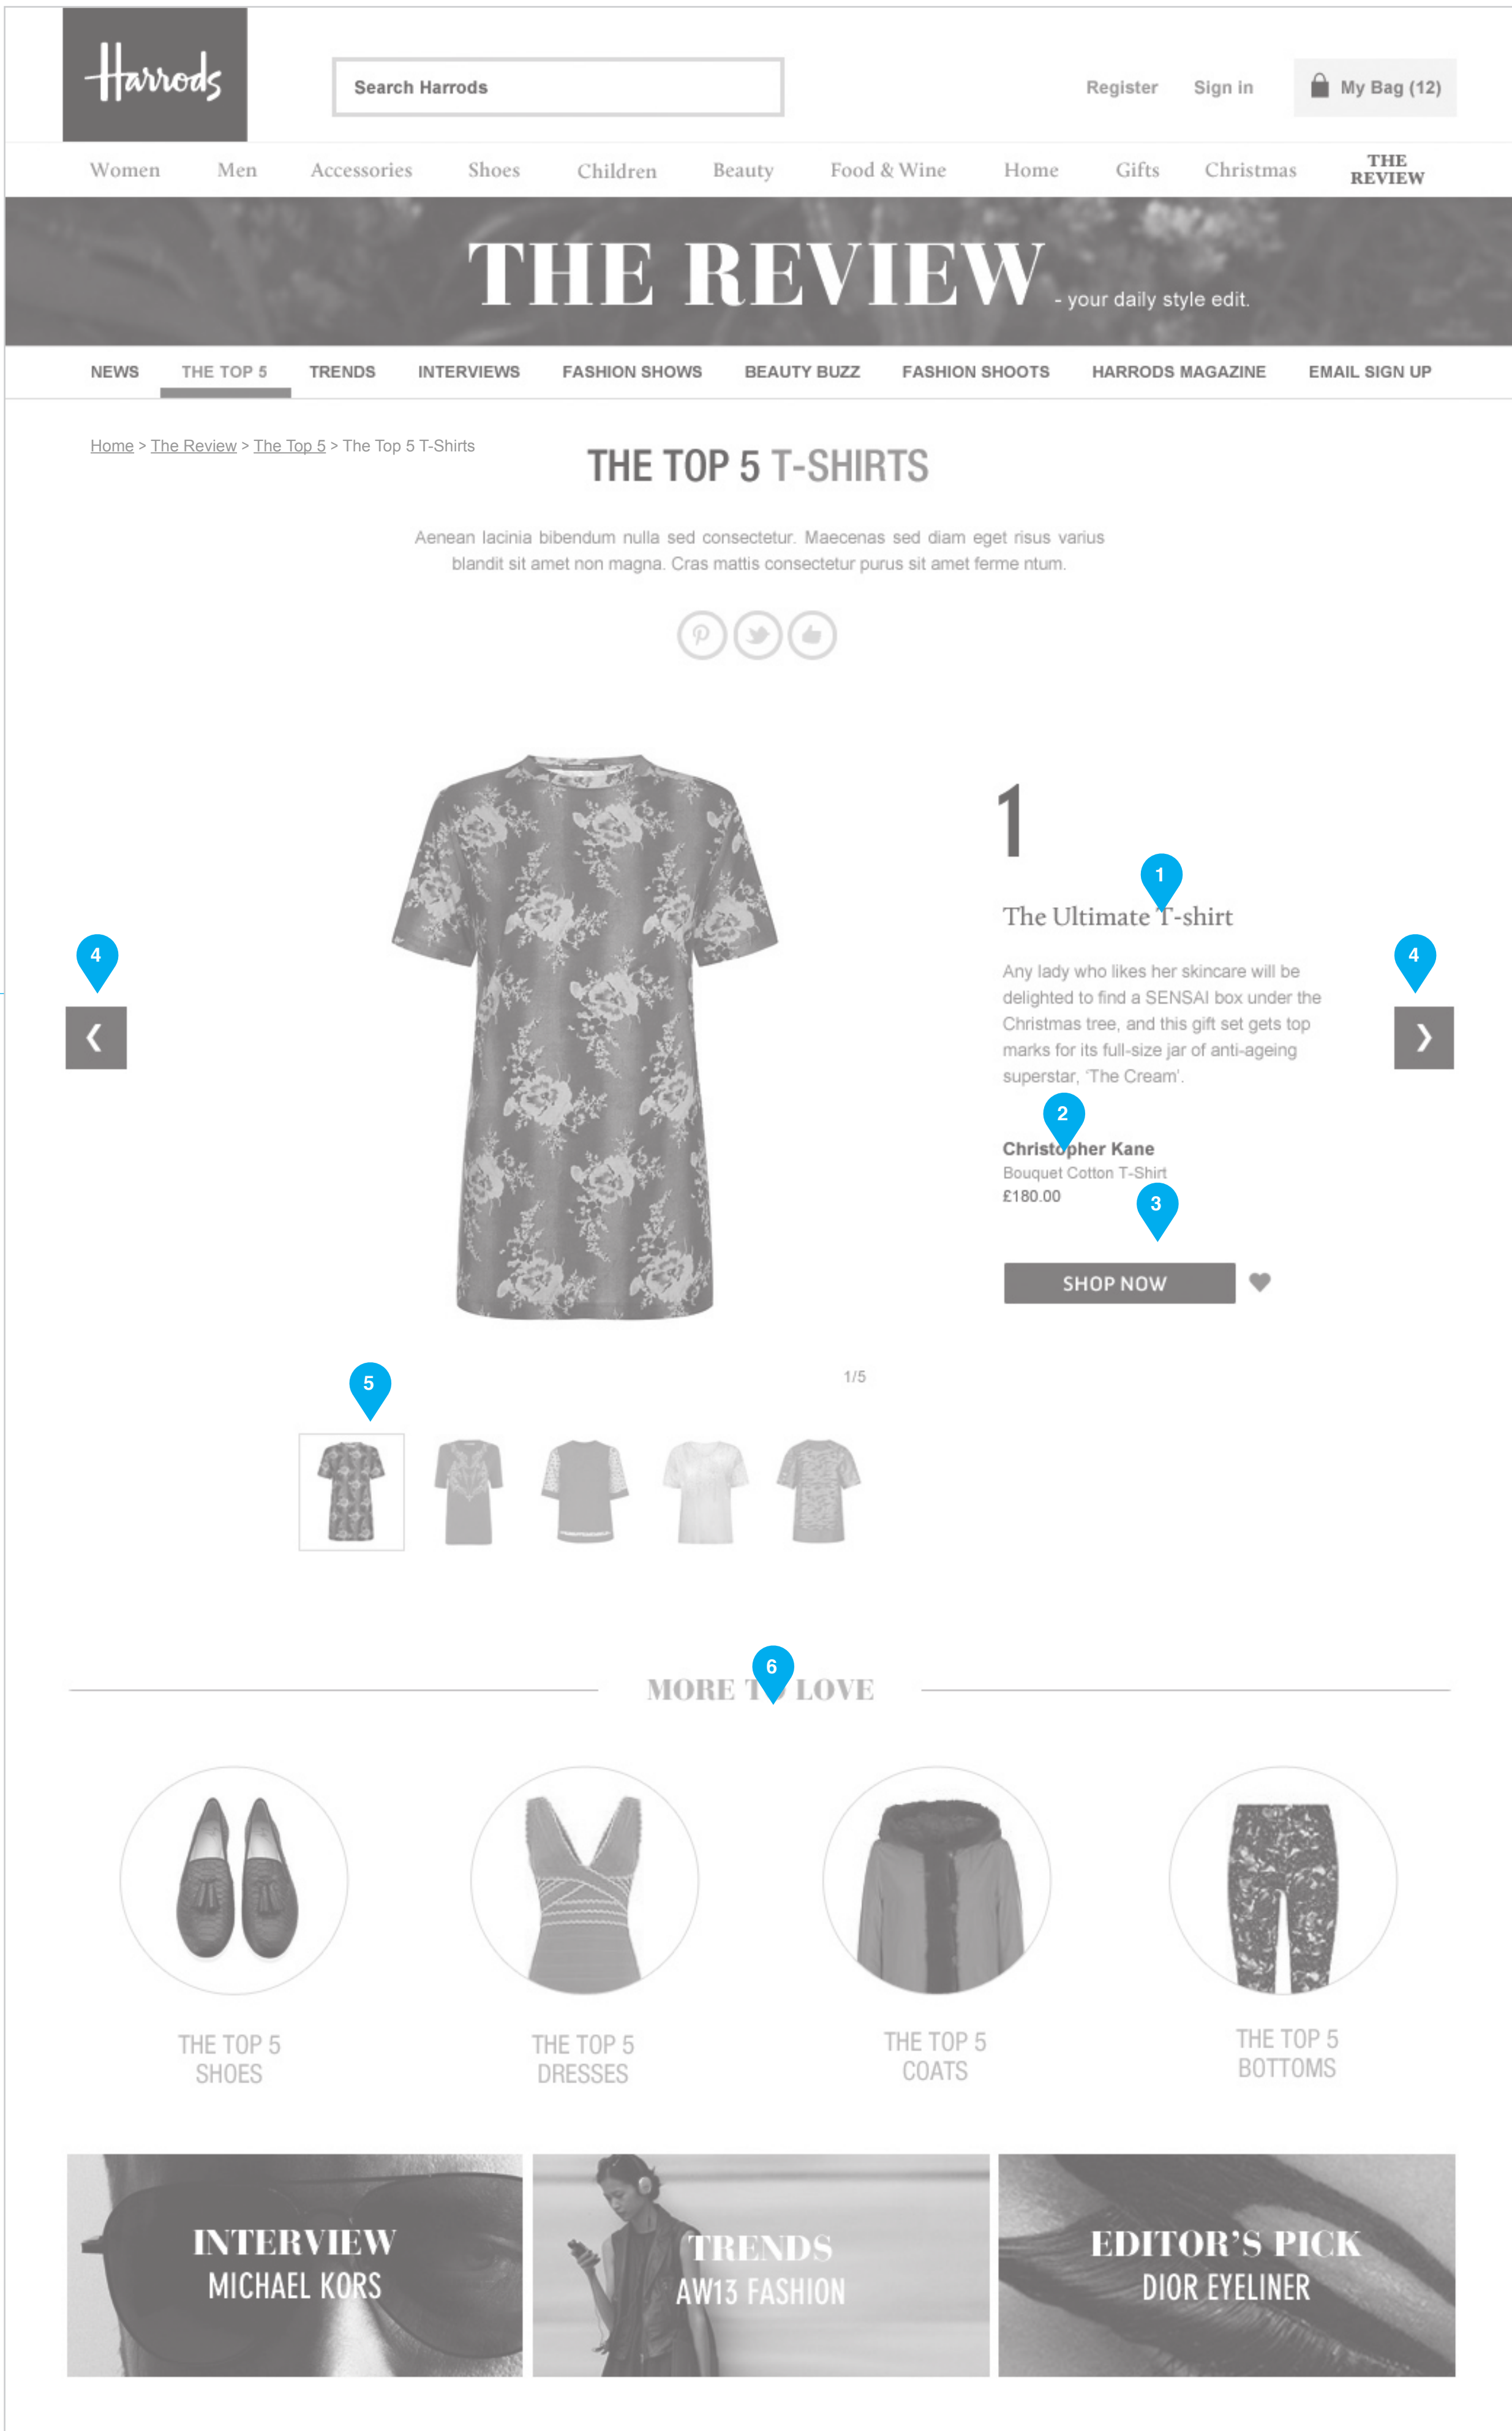 Harrods
Search Harrods
Register Sign in My Bag (12)
Women Men Accessories Shoes Children Beauty Food & Wine Home Gifts Christmas THE REVIEW
THE REVIEW - your daily style edit.
NEWS THE TOP 5 TRENDS INTERVIEWS FASHION SHOWS BEAUTY BUZZ FASHION SHOOTS HARRODS MAGAZINE EMAIL SIGN UP
Home > The Review > The Top 5 > The Top 5 T-Shirts
THE TOP 5 T-SHIRTS
Aenean lacinia bibendum nulla sed consectetur. Maecenas sed diam eget risus varius
blandit sit amet non magna. Cras mattis consectetur purus sit amet ferme ntum.
1
1
The Ultimate T-shirt
4
4
Any lady who likes her skincare will be
delighted to find a SENSAI box under the
Christmas tree, and this gift set gets top
marks for its full-size jar of anti-ageing
superstar, 'The Cream'.
2
Christopher Kane
Bouquet Cotton T-Shirt
£180.00
3
SHOP NOW
1/5
5
6
MORE TO LOVE
THE TOP 5
SHOES
THE TOP 5
DRESSES
THE TOP 5
COATS
THE TOP 5
BOTTOMS
INTERVIEW
MICHAEL KORS
TRENDS
AW13 FASHION
EDITOR'S PICK
DIOR EYELINER